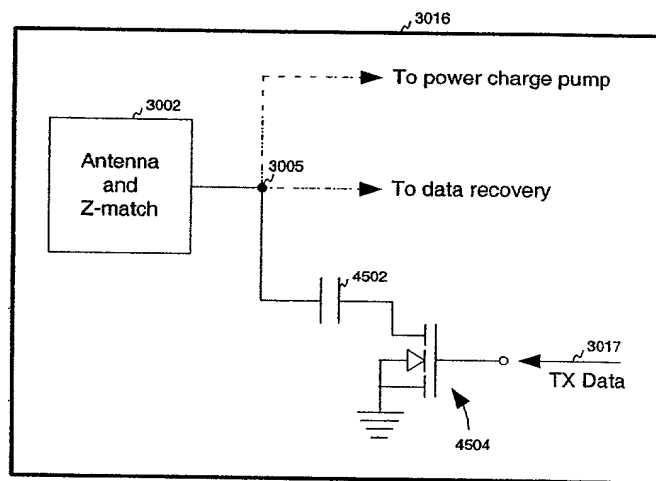 3016
To power charge pump
3002
Antenna
and
Z-match
3005
To data recovery
4502
3017
TX Data
4504